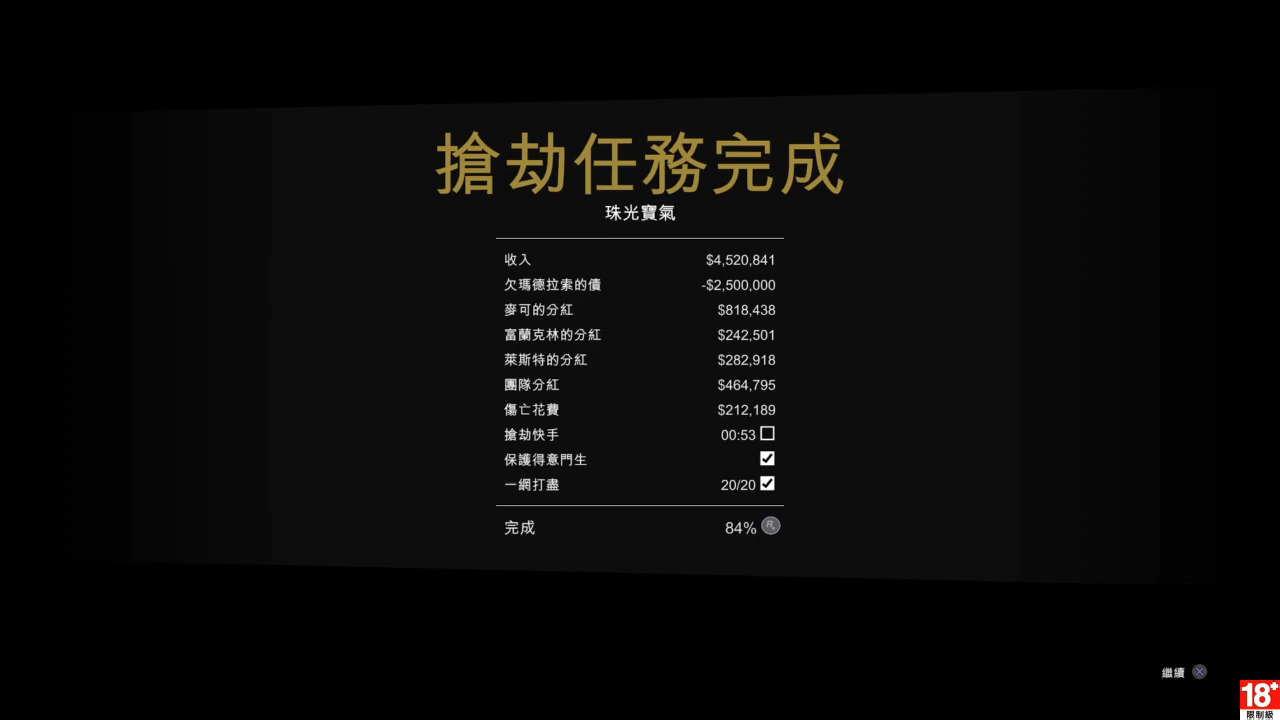 搶劫任務完成
珠光寶氣
收入 $4,520,841
欠瑪德拉索的債 -$2,500,000
麥可的分紅 $818,438
富蘭克林的分紅 $242,501
萊斯特的分紅 $282,918
團隊分紅 $464,795
傷亡花費 $212,189
搶劫快手 00:53
保護得意門生
一網打盡 20/20
完成 84%
繼續
18+
限制級